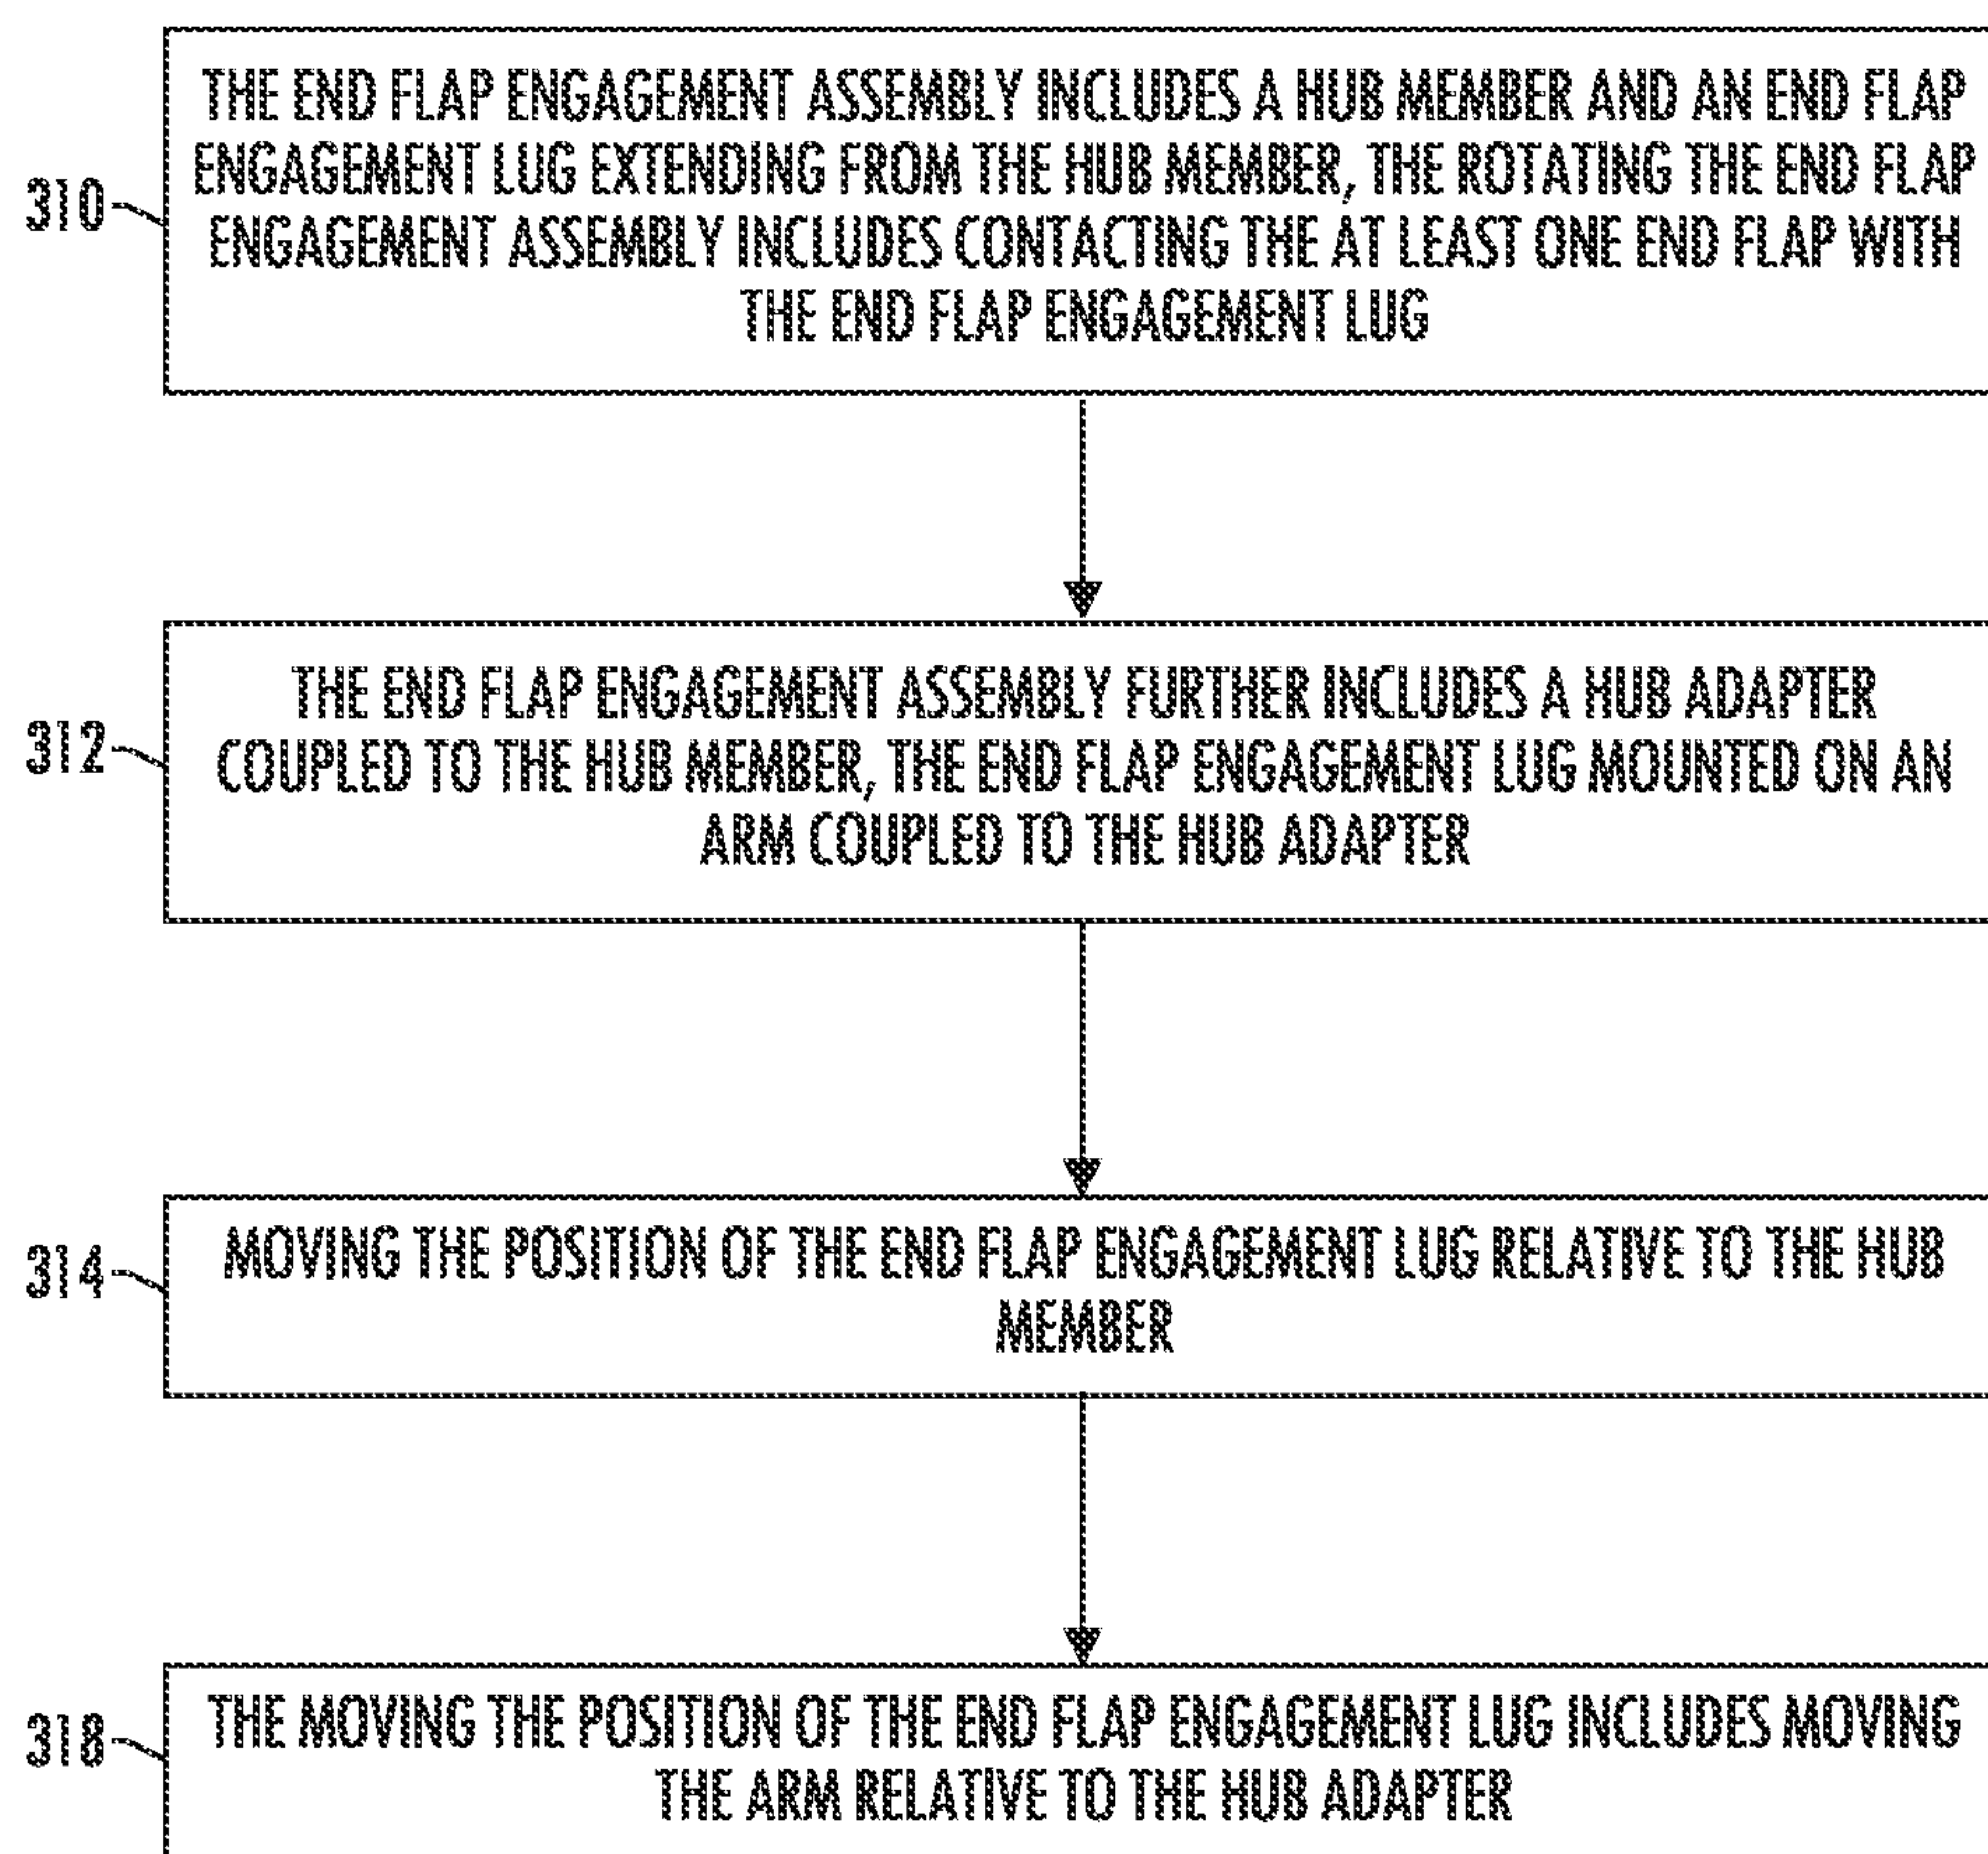 THE END FLAP ENGAGEMENT ASSEMBLY INCLUDES A HUB MEMBER AND AN END FLAP
ENGAGEMENT LUG EXTENDING FROM THE HUB MEMBER, THE ROTATING THE END FLAP
310
ENGAGEMENT ASSEMBLY INCLUDES CONTACTING THE AT LEAST ONE END FLAP WITH
THE END FLAP ENGAGEMENT LUG
THE END FLAP ENGAGEMENT ASSEMBLY FURTHER INCLUDES A HUB ADAPTER
312
COUPLED TO THE HUB MEMBER, THE END FLAP ENGAGEMENT LUG MOUNTED ON AN
ARM COUPLED TO THE HUB ADAPTER
314
MOVING THE POSITION OF THE END FLAP ENGAGEMENT LUG RELATIVE TO THE HUB
MEMBER
318
THE MOVING THE POSITION OF THE END FLAP ENGAGEMENT LUG INCLUDES MOVING
THE ARM RELATIVE TO THE HUB ADAPTER